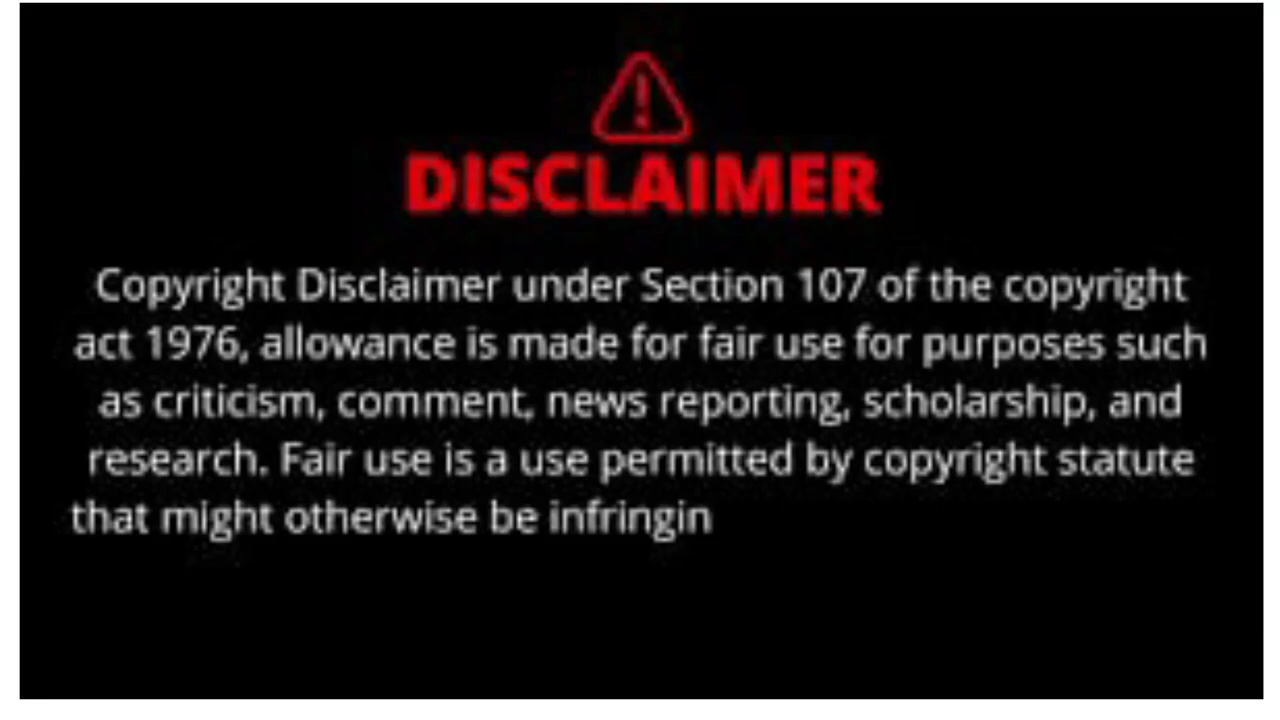 DISCLAIMER
Copyright Disclaimer under Section 107 of the copyright
act 1976, allowance is made for fair use for purposes such
as criticism, comment, news reporting, scholarship, and
research. Fair use is a use permitted by copyright statute
that might otherwise be infringin